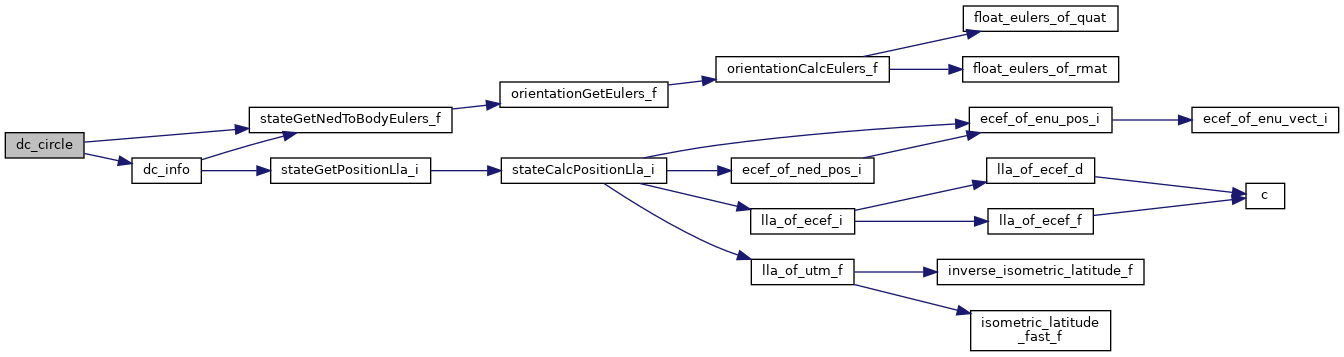 dc_circle
dc_info
stateGetNedToBodyEulers_f
stateGetPositionLla_i
orientationGetEulers_f
stateCalcPositionLla_i
orientationCalcEulers_f
ecef_of_ned_pos_i
lla_of_ecef_i
lla_of_utm_f
float_eulers_of_quat
float_eulers_of_rmat
ecef_of_enu_pos_i
lla_of_ecef_d
lla_of_ecef_f
inverse_isometric_latitude_f
isometric_latitude
_fast_f
ecef_of_enu_vect_i
c